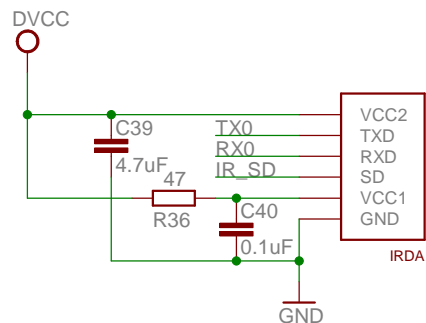 DVCC
C39
4.7uF
47
R36
C40
0.1uF
TX0
RX0
IR_SD
VCC2
TXD
RXD
SD
VCC1
GND
IRDA
GND